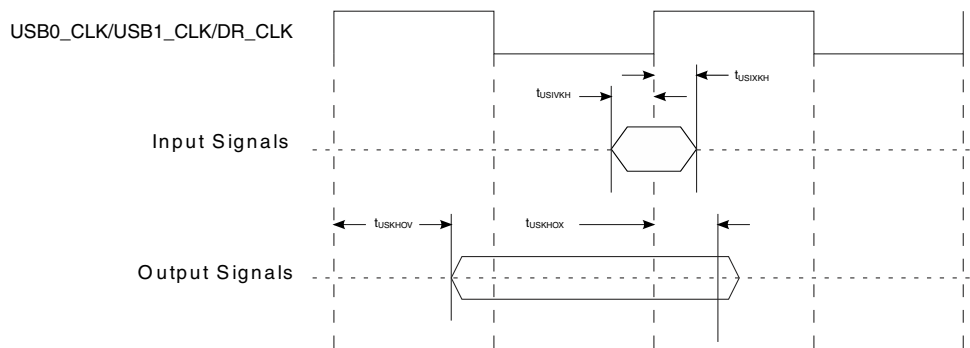 USB0_CLK/USB1_CLK/DR_CLK
tUSIXKH
tUSIVKH
Input Signals
tUSKHOV
tUSKHOX
Output Signals